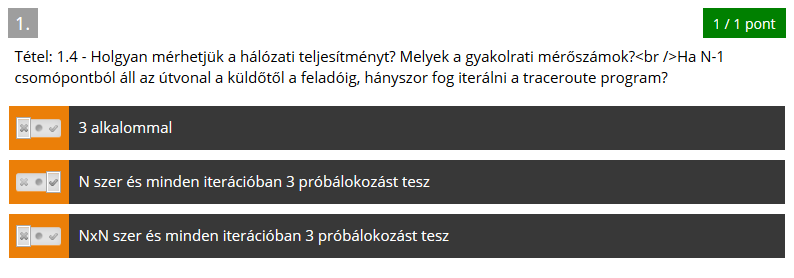 1.
1 / 1 pont
Tétel: 1.4 - Holgyan mérhetjük a hálózati teljesítményt? Melyek a gyakolrati mérőszámok?<br />Ha N-1
csomópontból áll az útvonal a küldőtől a feladóig, hányszor fog iterálni a traceroute program?
3 alkalommal
N szer és minden iterációban 3 próbálokozást tesz
NxN szer és minden iterációban 3 próbálokozást tesz